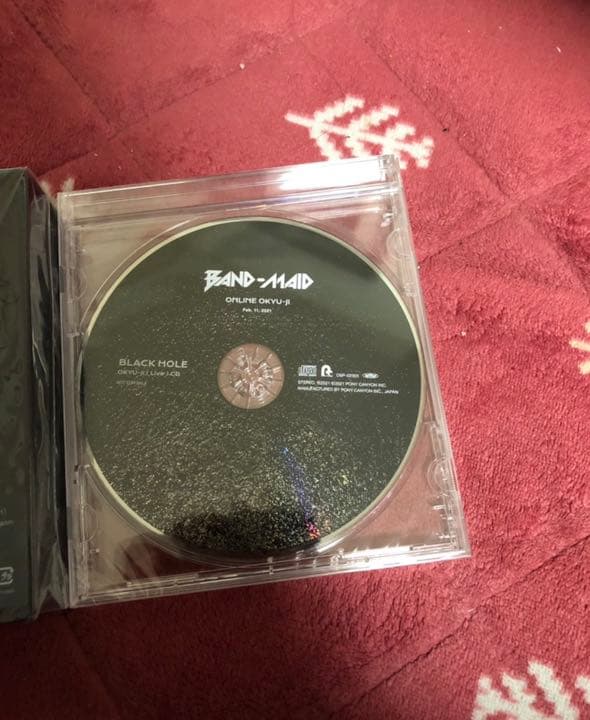 BAND-MAID
ONLINE OKYU-JI
Feb. 11, 2021
BLACK HOLE
OKYU-JI ( Live ) CD
STEREO, ©2021 ℗2021 PONY CANYON INC.
MANUFACTURED BY PONY CANYON INC., JAPAN